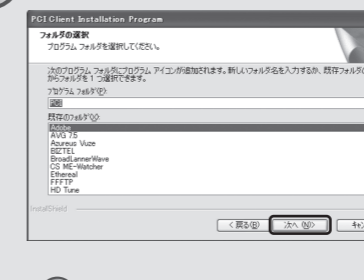 PCI Client Installation Program
フォルダの選択
プログラム フォルダを選択してください。
次のプログラム フォルダにプログラム アイコンが追加されます。新しいフォルダ名を入力するか、既存フォルダの
からフォルダを 1 つ選択できます。
プログラム フォルダ(P):
既存のフォルダ(X):
Adobe
AVG 7.5
Azureus Vuze
BIZTEL
BroadLannerWave
CS ME-Watcher
Ethereal
FFFTP
HD Tune
InstallShield
< 戻る(B) 次へ (N)> キャン